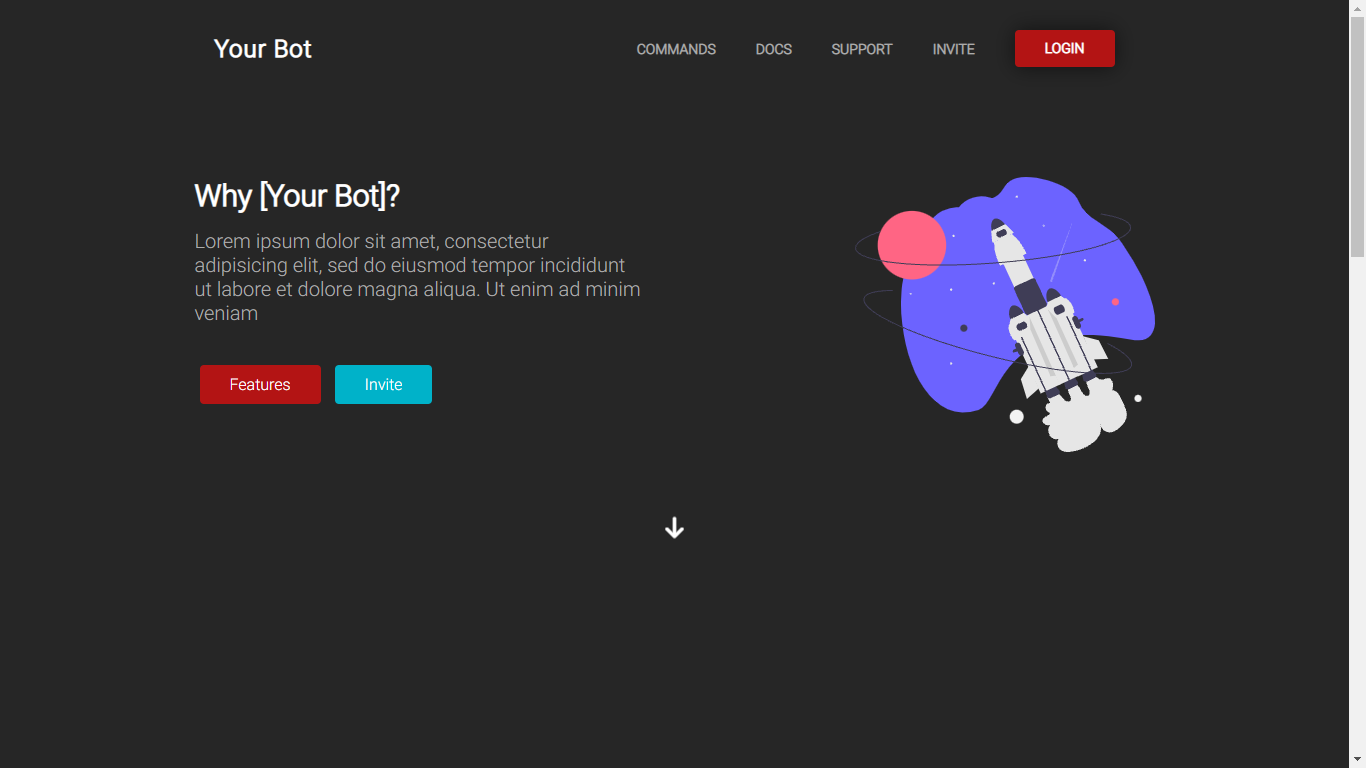 Your Bot
COMMANDS DOCS SUPPORT INVITE LOGIN
Why [Your Bot]?
Lorem ipsum dolor sit amet, consectetur
adipisicing elit, sed do eiusmod tempor incididunt
ut labore et dolore magna aliqua. Ut enim ad minim
veniam
Features Invite